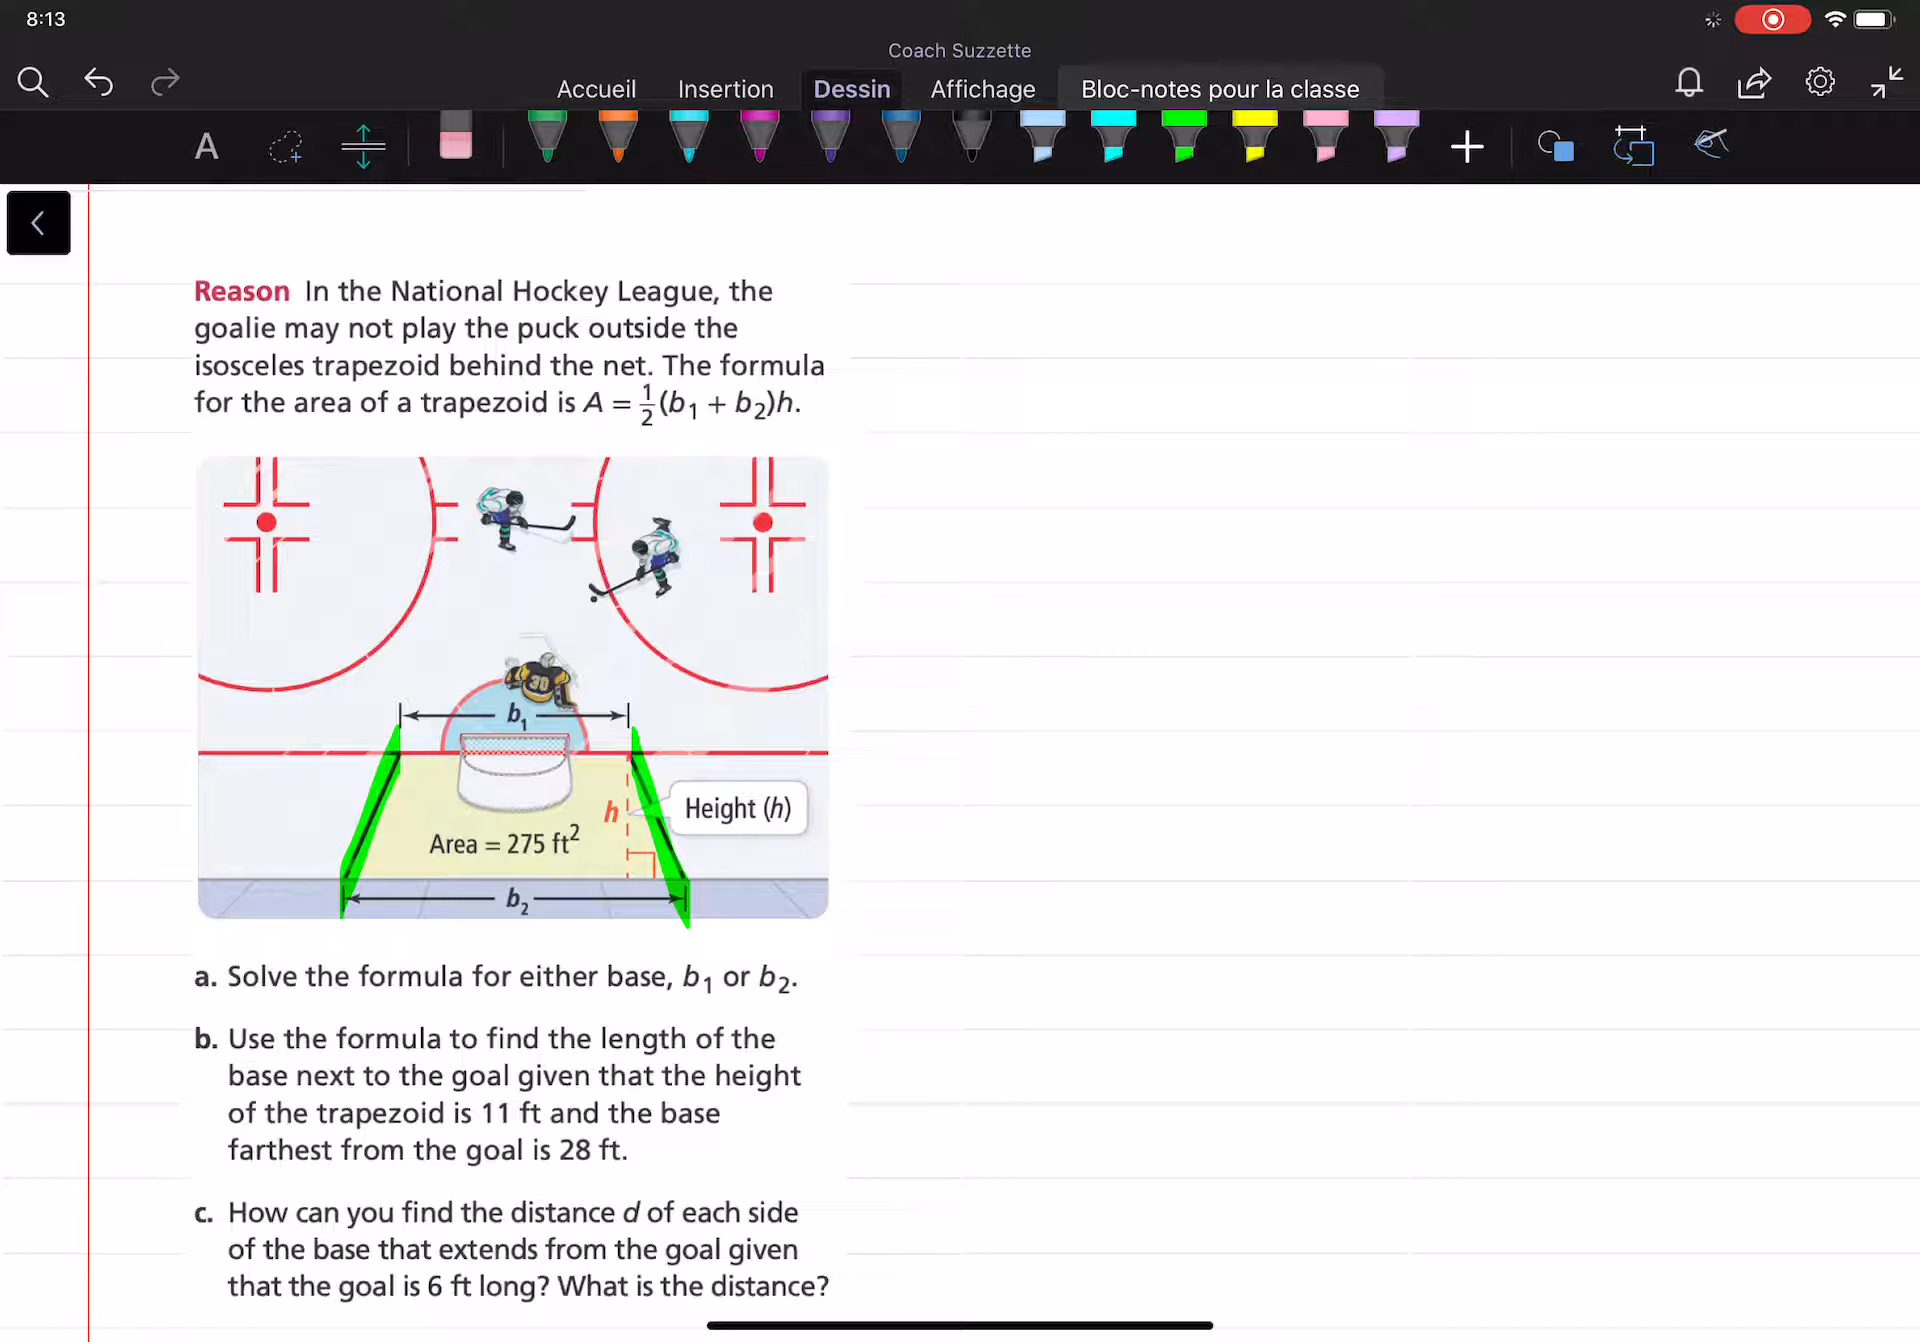 8:13
Coach Suzzette
Accueil Insertion Dessin Affichage Bloc-notes pour la classe
A
Reason In the National Hockey League, the
goalie may not play the puck outside the
isosceles trapezoid behind the net. The formula
for the area of a trapezoid is A = 1/2(b₁ + b₂)h.
30
b₁
h
Height (h)
Area = 275 ft²
b₂
a. Solve the formula for either base, b₁ or b₂.
b. Use the formula to find the length of the
base next to the goal given that the height
of the trapezoid is 11 ft and the base
farthest from the goal is 28 ft.
c. How can you find the distance d of each side
of the base that extends from the goal given
that the goal is 6 ft long? What is the distance?